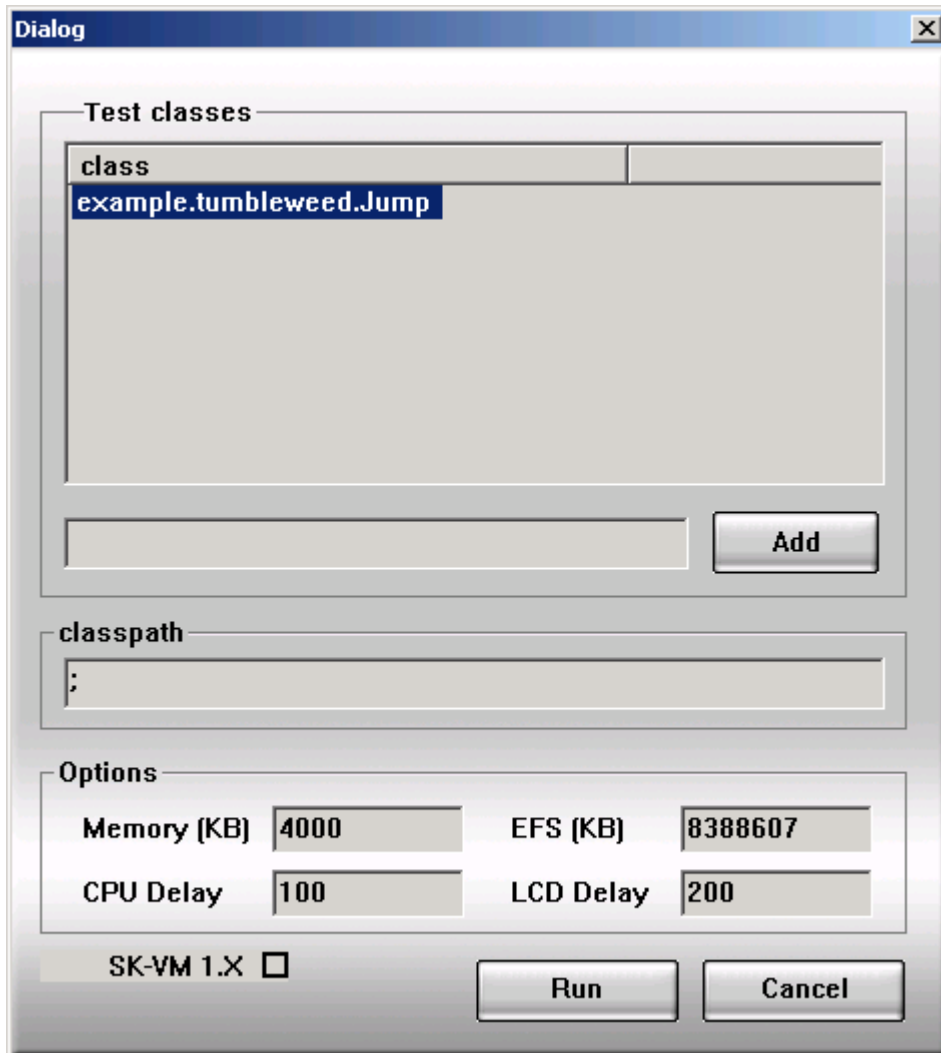 Dialog
Test classes
class
example.tumbleweed.Jump
Add
classpath
;
Options
Memory (KB) 4000 EFS (KB) 8388607
CPU Delay 100 LCD Delay 200
SK-VM 1.X
Run Cancel